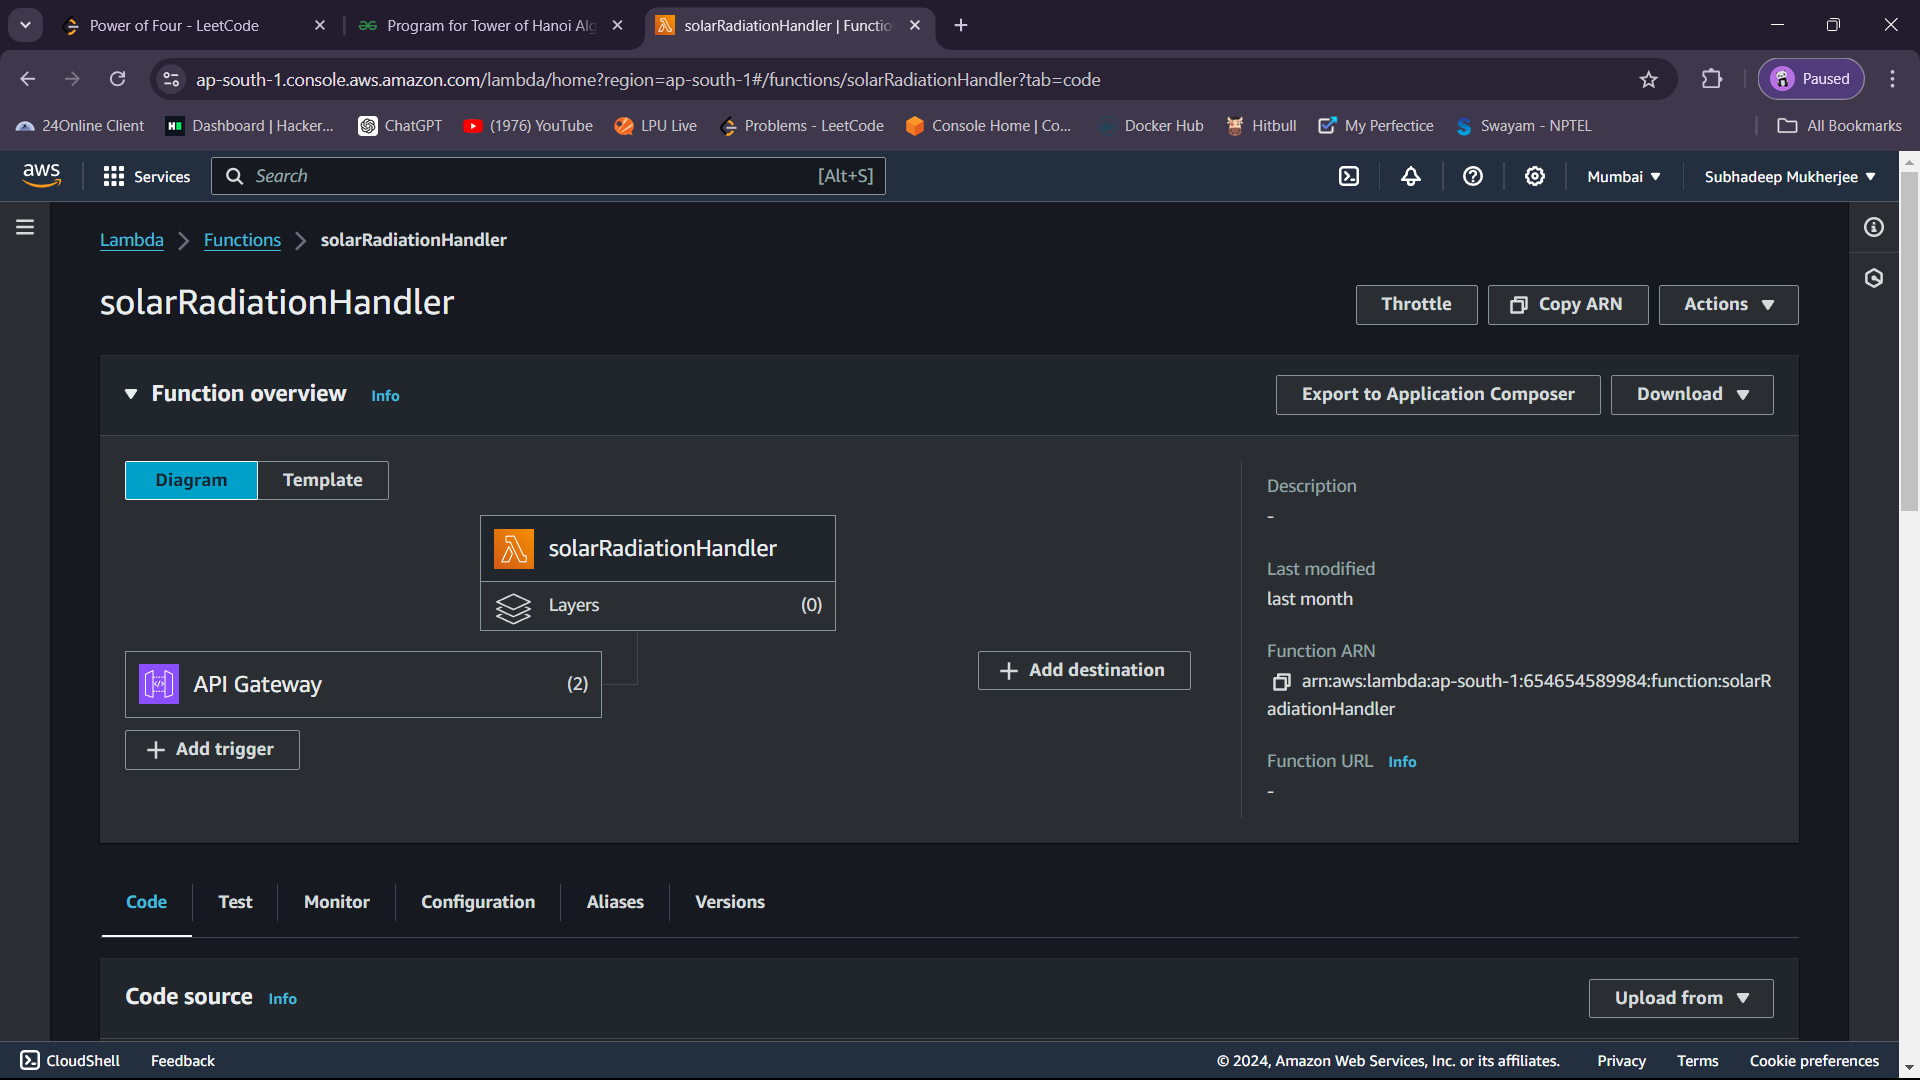 Power of Four - LeetCode
Program for Tower of Hanoi Alg
solarRadiationHandler | Functio
ap-south-1.console.aws.amazon.com/lambda/home?region=ap-south-1#/functions/solarRadiationHandler?tab=code
Paused
24Online Client
Dashboard | Hacker...
ChatGPT
(1976) YouTube
LPU Live
Problems - LeetCode
Console Home | Co...
Docker Hub
Hitbull
My Perfectice
Swayam - NPTEL
All Bookmarks
aws
Services
Search
[Alt+S]
Mumbai
Subhadeep Mukherjee
Lambda
Functions
solarRadiationHandler
solarRadiationHandler
Throttle
Copy ARN
Actions
Function overview
Info
Export to Application Composer
Download
Diagram
Template
solarRadiationHandler
Layers
(0)
API Gateway
(2)
Add trigger
Add destination
Description
-
Last modified
last month
Function ARN
arn:aws:lambda:ap-south-1:654654589984:function:solarR
adiationHandler
Function URL
Info
-
Code
Test
Monitor
Configuration
Aliases
Versions
Code source
Info
Upload from
CloudShell
Feedback
© 2024, Amazon Web Services, Inc. or its affiliates.
Privacy
Terms
Cookie preferences